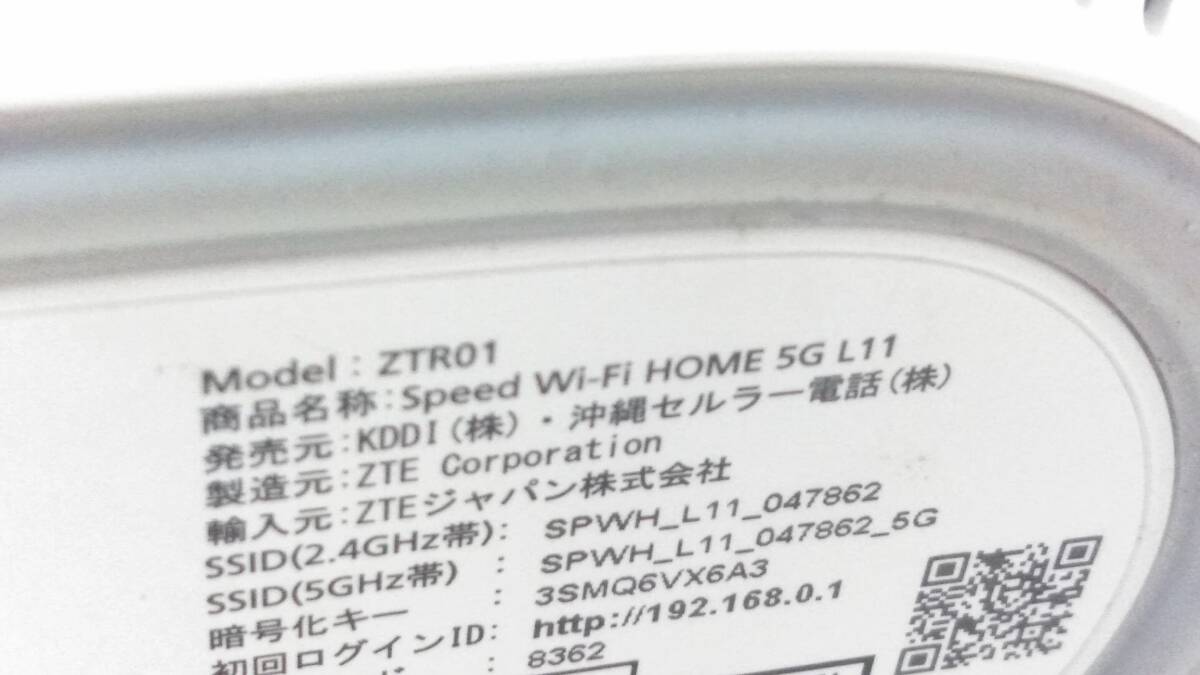 Model : ZTR01
商品名称:Speed Wi-Fi HOME 5G L11
発売元:KDDI(株)・沖縄セルラー電話(株)
製造元:ZTE Corporation
輸入元:ZTEジャパン株式会社
SSID(2.4GHz帯): SPWH_L11_047862
SSID(5GHz帯) : SPWH_L11_047862_5G
暗号化キー : 3SMQ6VX6A3
初回ログインID: http://192.168.0.1
: 8362